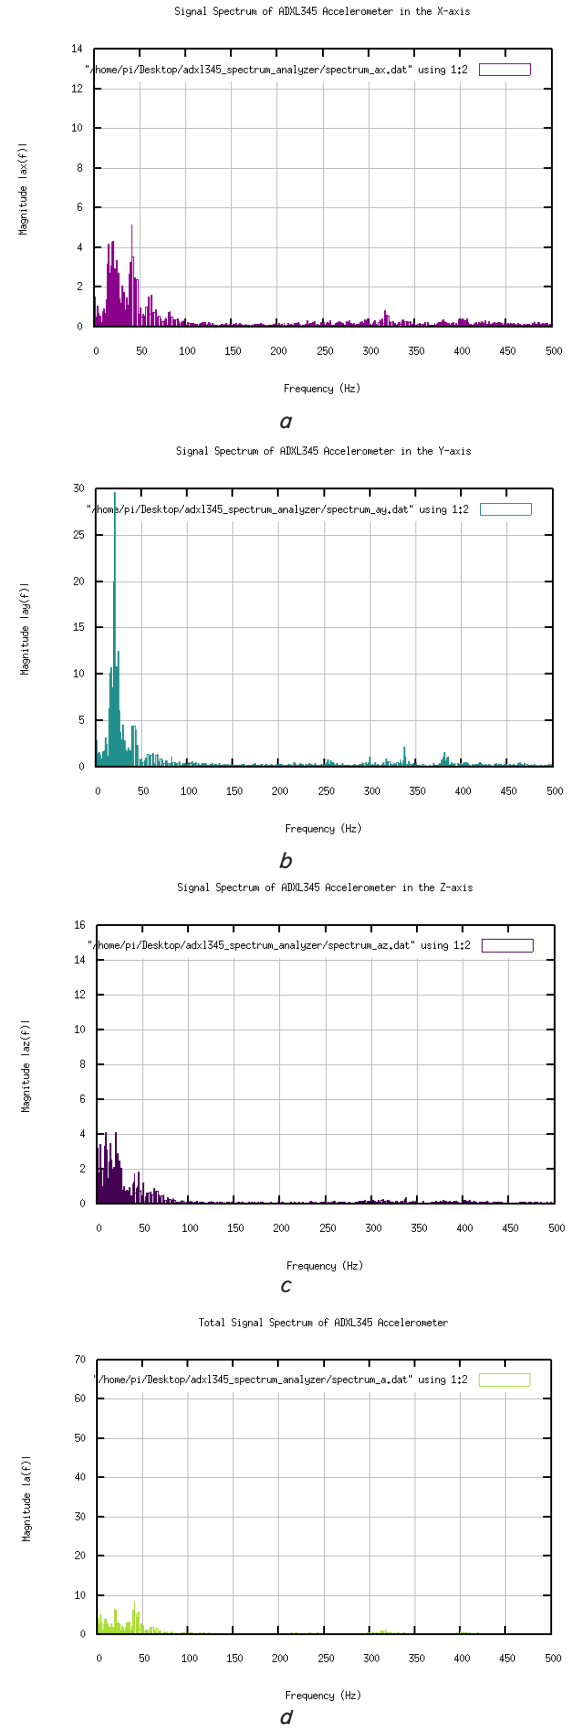 Signal Spectrum of ADXL345 Accelerometer in the X-axis
14
"/home/pi/Desktop/adxl345_spectrum_analyzer/spectrum_ax.dat" using 1:2
12
10
8
Magnitude |ax(f)|
6
4
2
0
0 50 100 150 200 250 300 350 400 450 500
Frequency (Hz)
a
Signal Spectrum of ADXL345 Accelerometer in the Y-axis
30
"/home/pi/Desktop/adxl345_spectrum_analyzer/spectrum_ay.dat" using 1:2
25
20
Magnitude |ay(f)|
15
10
5
0
0 50 100 150 200 250 300 350 400 450 500
Frequency (Hz)
b
Signal Spectrum of ADXL345 Accelerometer in the Z-axis
16
"/home/pi/Desktop/adxl345_spectrum_analyzer/spectrum_az.dat" using 1:2
14
12
10
Magnitude |az(f)|
8
6
4
2
0
0 50 100 150 200 250 300 350 400 450 500
Frequency (Hz)
c
Total Signal Spectrum of ADXL345 Accelerometer
70
"/home/pi/Desktop/adxl345_spectrum_analyzer/spectrum_a.dat" using 1:2
60
50
40
Magnitude |a(f)|
30
20
10
0
0 50 100 150 200 250 300 350 400 450 500
Frequency (Hz)
d